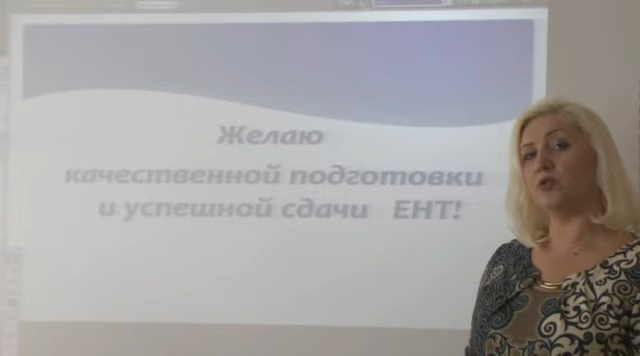 Желаю
качественной подготовки
и успешной сдачи ЕНТ!